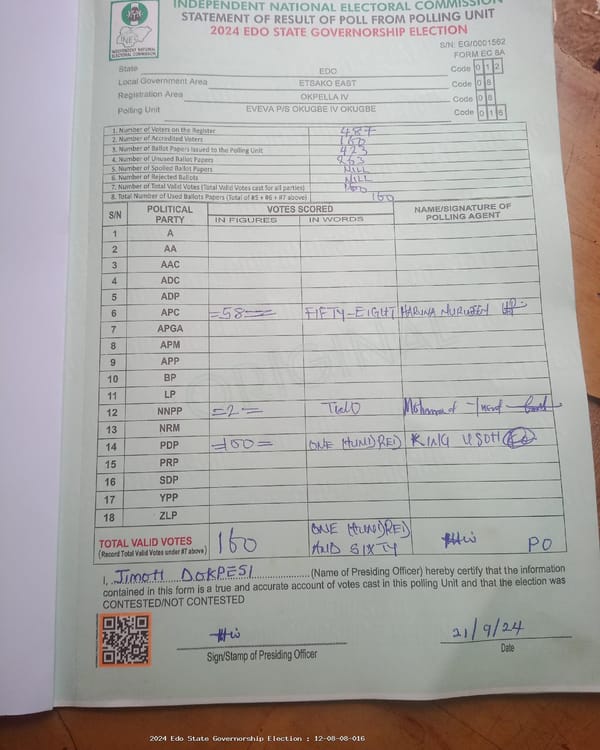 INDEPENDENT NATIONAL ELECTORAL COMMISSION
STATEMENT OF RESULT OF POLL FROM POLLING UNIT
2024 EDO STATE GOVERNORSHIP ELECTION
INDEPENDENT NATIONAL ELECTORAL COMMISSION
S/N: EG/0001562
FORM EC 8A
State EDO Code 0 1 2
Local Government Area ETSAKO EAST Code 0 8
Registration Area OKPELLA IV Code 0 8
Polling Unit EVEVA P/S OKUGBE IV OKUGBE Code 0 1 6
1. Number of Voters on the Register 487
2. Number of Accredited Voters 160
3. Number of Ballot Papers Issued to the Polling Unit 423
4. Number of Unused Ballot Papers 263
5. Number of Spoiled Ballot Papers NILL
6. Number of Rejected Ballots NILL
7. Number of Total Valid Votes (Total Valid Votes cast for all parties) 160
8. Total Number of Used Ballots Papers (Total of #5 + #6 + #7 above) 160
S/N POLITICAL PARTY VOTES SCORED NAME/SIGNATURE OF POLLING AGENT
IN FIGURES IN WORDS
1 A
2 AA
3 AAC
4 ADC
5 ADP
6 APC =58= FIFTY-EIGHT HARUNA NURUDEEN
7 APGA
8 APM
9 APP
10 BP
11 LP
12 NNPP =2= TWO Mohammed
13 NRM
14 PDP =100= ONE HUNDRED KING USOH
15 PRP
16 SDP
17 YPP
18 ZLP
TOTAL VALID VOTES 160 ONE HUNDRED AND SIXTY PO
(Record Total Valid Votes under #7 above)
I, JIMOH DOKPESI (Name of Presiding Officer) hereby certify that the information
contained in this form is a true and accurate account of votes cast in this polling Unit and that the election was
CONTESTED/NOT CONTESTED
21/9/24
Sign/Stamp of Presiding Officer Date
2024 Edo State Governorship Election : 12-08-08-016